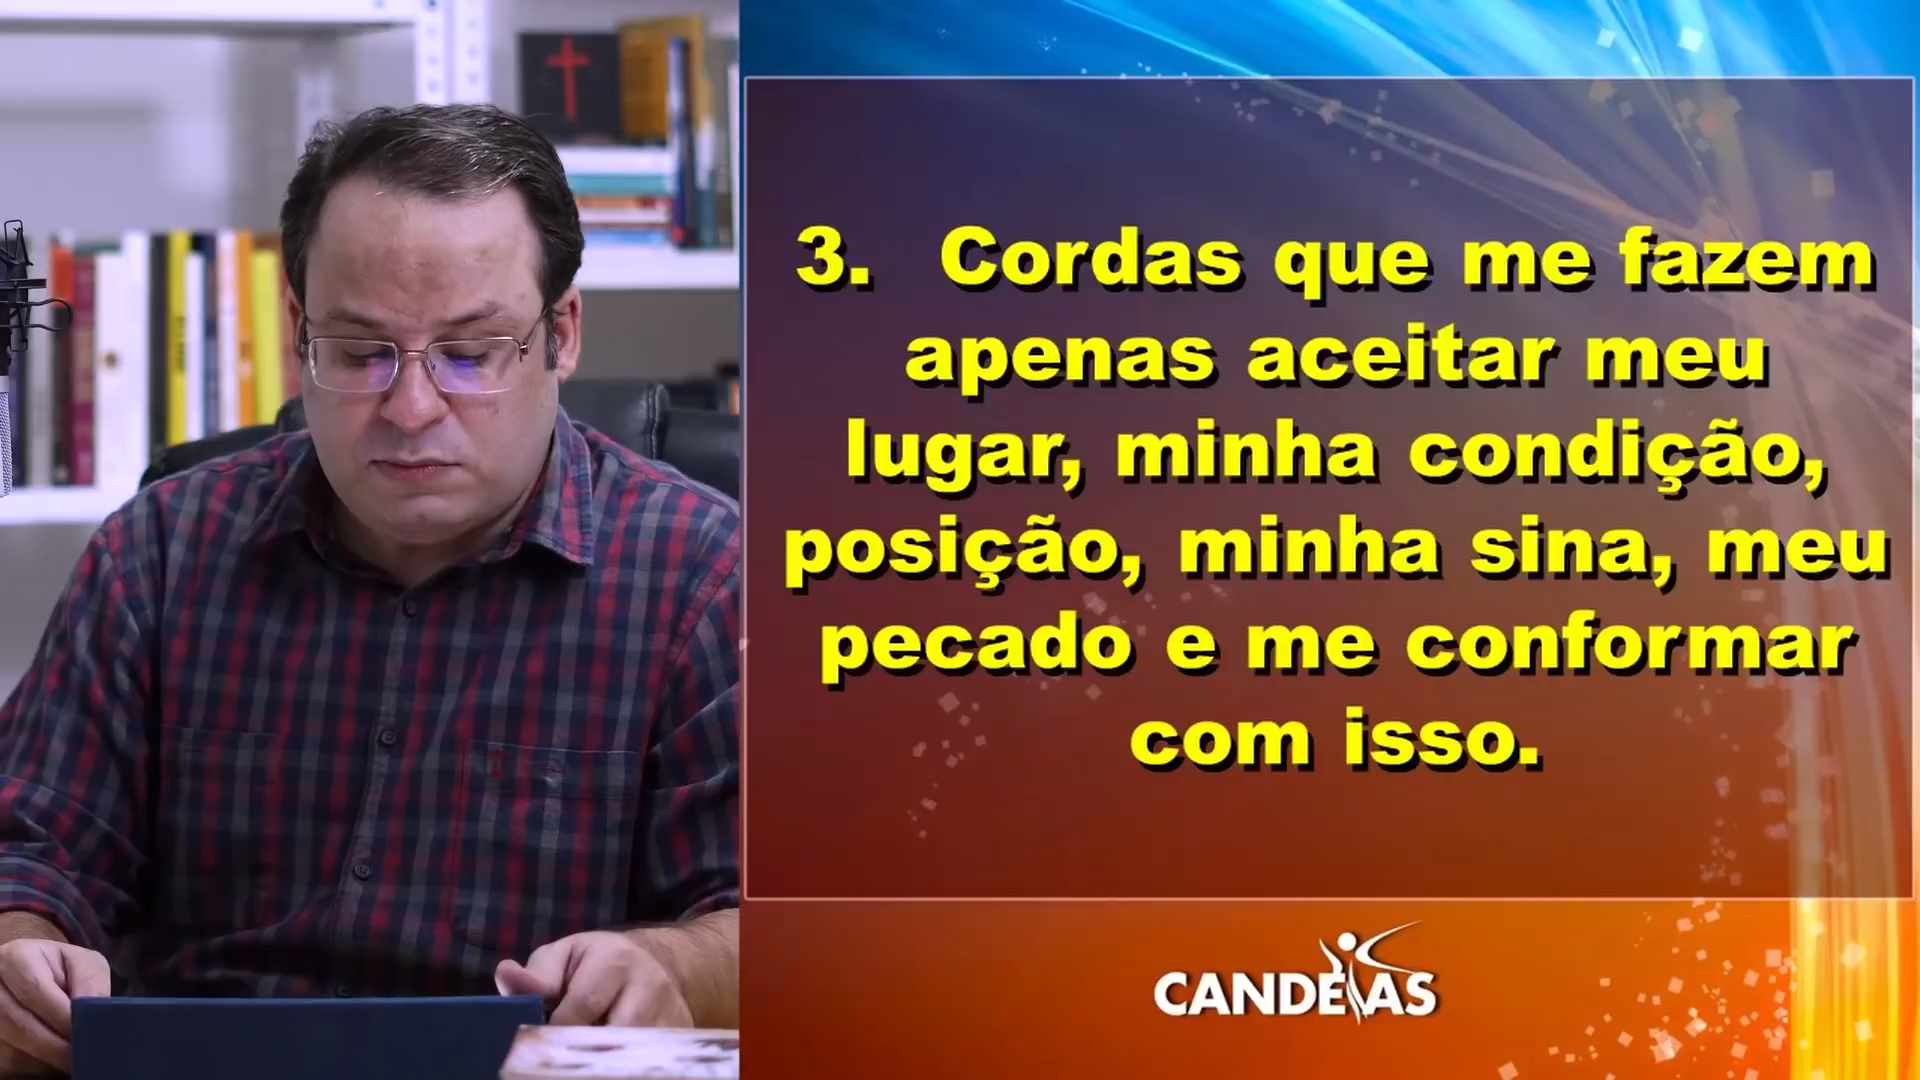 3. Cordas que me fazem
apenas aceitar meu
lugar, minha condição,
posição, minha sina, meu
pecado e me conformar
com isso.
CANDEIAS